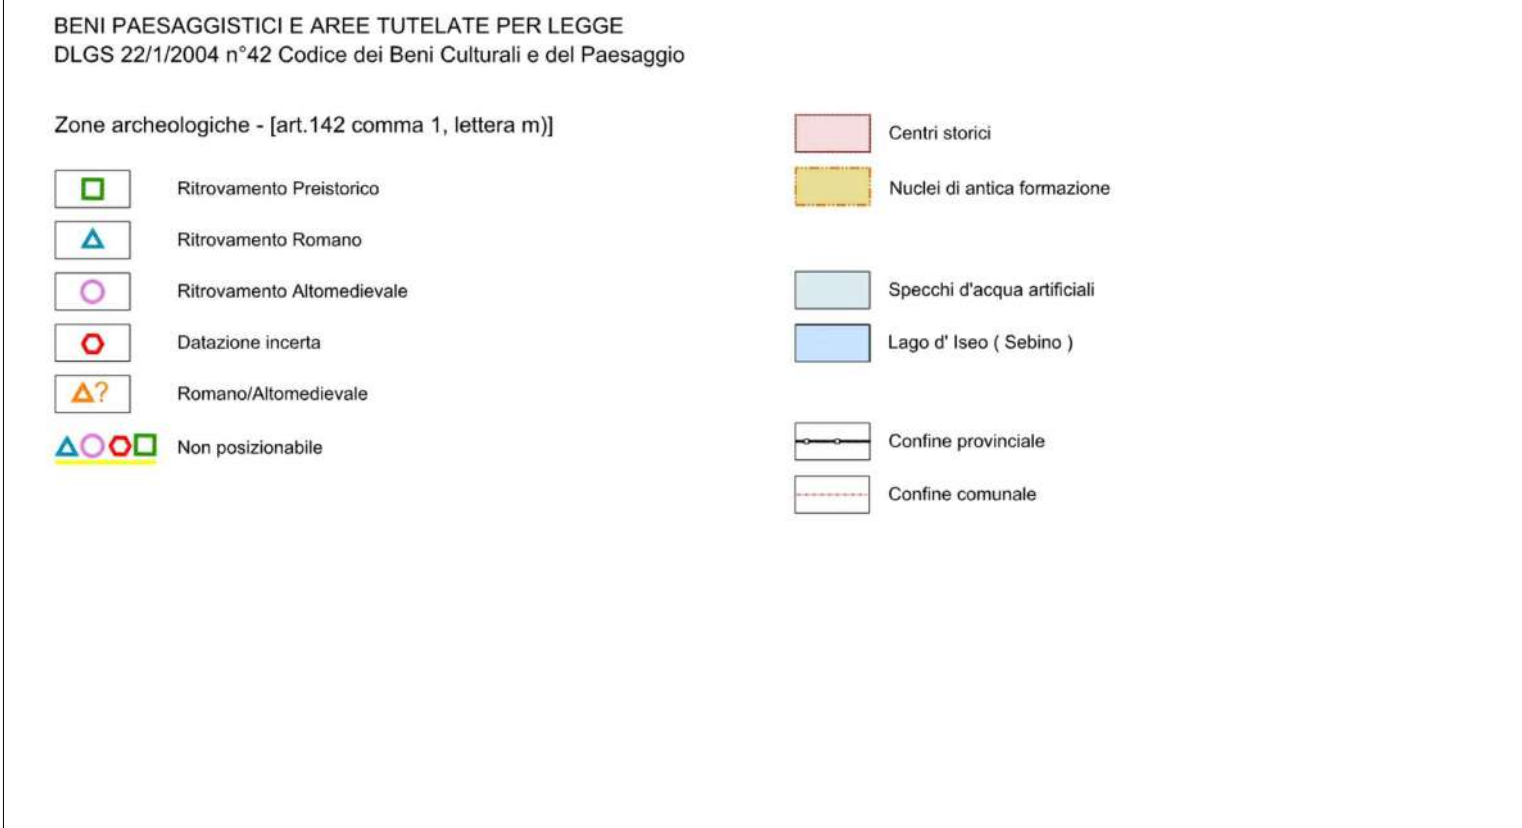 BENI PAESAGGISTICI E AREE TUTELATE PER LEGGE
DLGS 22/1/2004 n°42 Codice dei Beni Culturali e del Paesaggio
Zone archeologiche - [art.142 comma 1, lettera m)]
Ritrovamento Preistorico
Ritrovamento Romano
Ritrovamento Altomedievale
Datazione incerta
?
Romano/Altomedievale
Non posizionabile
Centri storici
Nuclei di antica formazione
Specchi d'acqua artificiali
Lago d' Iseo ( Sebino )
Confine provinciale
Confine comunale